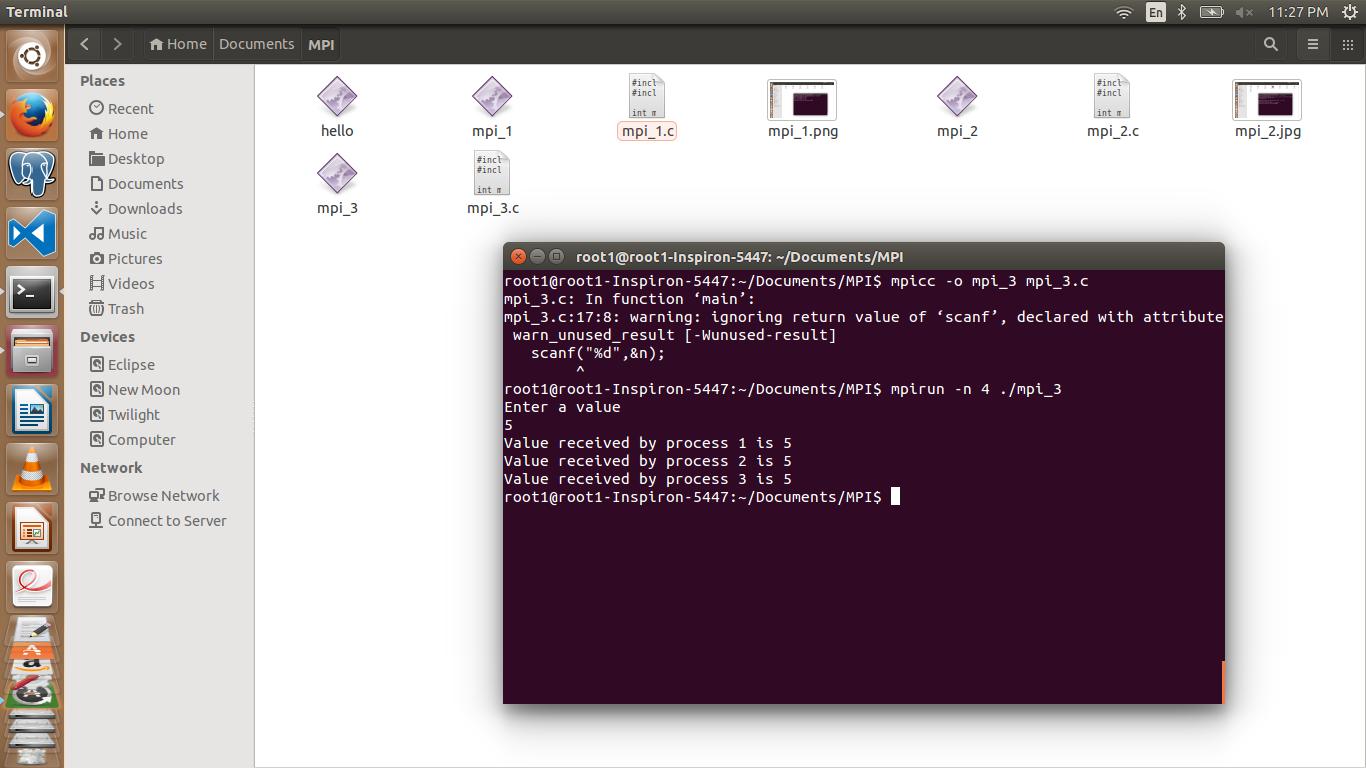 Terminal
En
11:27 PM
Home
Documents
MPI
Places
Recent
Home
Desktop
Documents
Downloads
Music
Pictures
Videos
Trash
Devices
Eclipse
New Moon
Twilight
Computer
Network
Browse Network
Connect to Server
#incl
#incl
int m
#incl
#incl
int m
hello
mpi_1
mpi_1.c
mpi_1.png
mpi_2
mpi_2.c
mpi_2.jpg
#incl
#incl
int m
mpi_3
mpi_3.c
root1@root1-Inspiron-5447: ~/Documents/MPI
root1@root1-Inspiron-5447:~/Documents/MPI$ mpicc -o mpi_3 mpi_3.c
mpi_3.c: In function ‘main’:
mpi_3.c:17:8: warning: ignoring return value of ‘scanf’, declared with attribute
warn_unused_result [-Wunused-result]
scanf("%d",&n);
^
root1@root1-Inspiron-5447:~/Documents/MPI$ mpirun -n 4 ./mpi_3
Enter a value
5
Value received by process 1 is 5
Value received by process 2 is 5
Value received by process 3 is 5
root1@root1-Inspiron-5447:~/Documents/MPI$